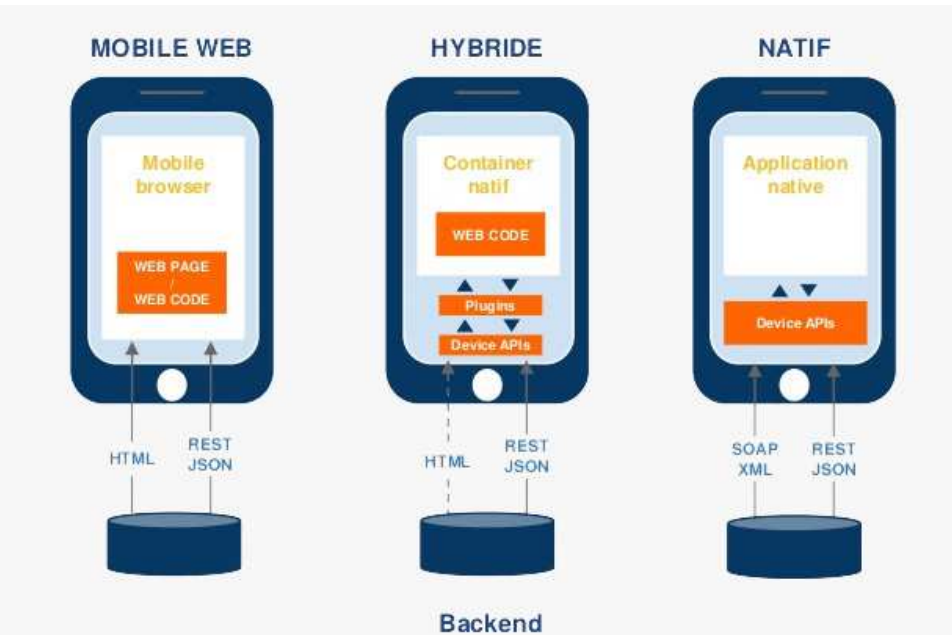 MOBILE WEB
HYBRIDE
NATIF
Mobile
browser
WEB PAGE
/
WEB CODE
Container
natif
WEB CODE
Plugins
Device APIs
Application
native
Device APIs
HTML
REST
JSON
HTML
REST
JSON
SOAP
XML
REST
JSON
Backend